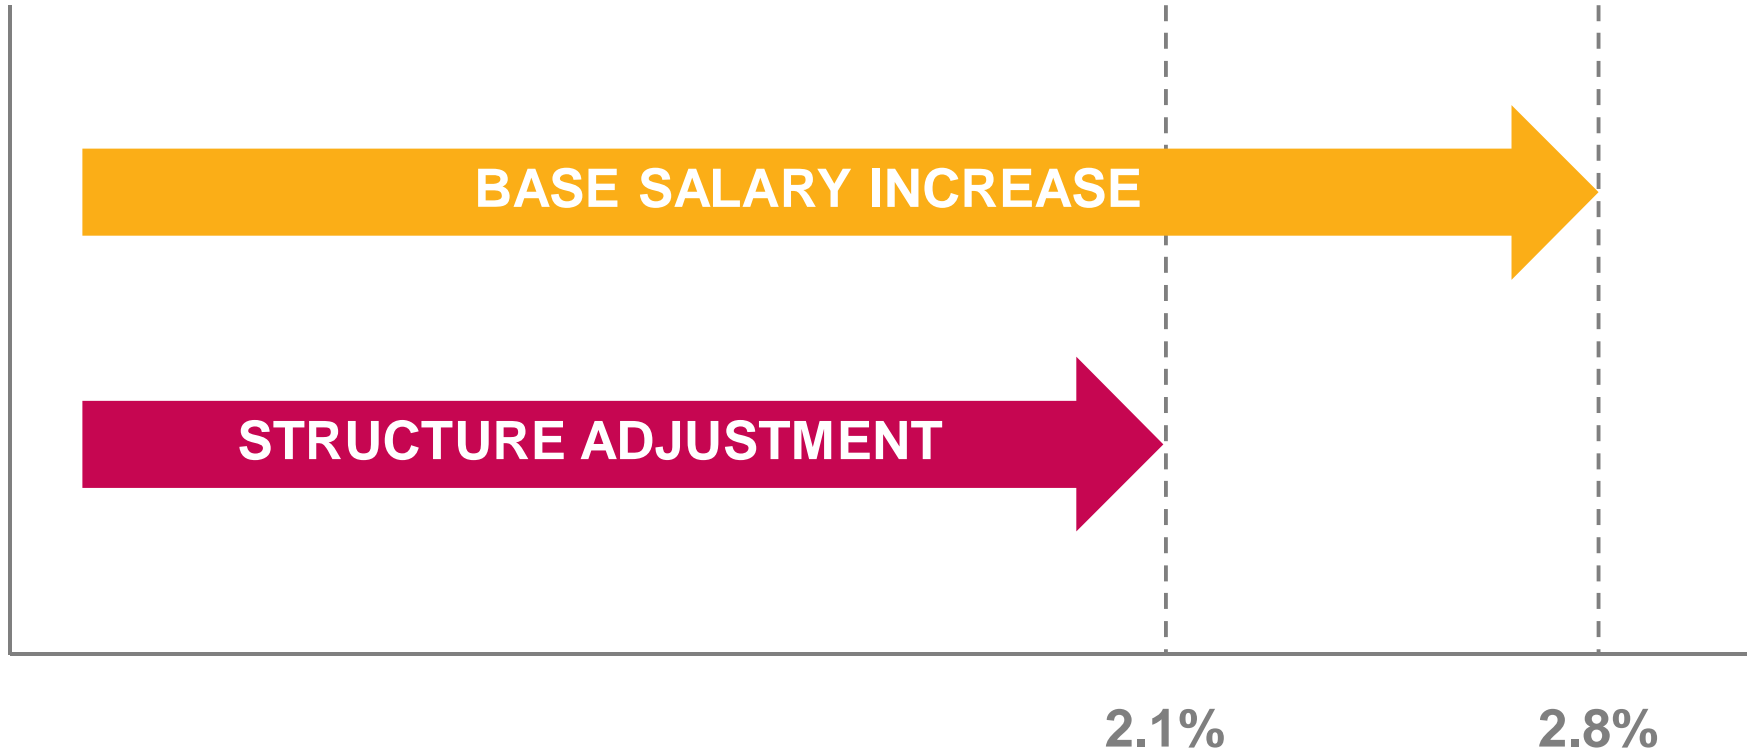 BASE SALARY INCREASE
STRUCTURE ADJUSTMENT
2.1% 2.8%